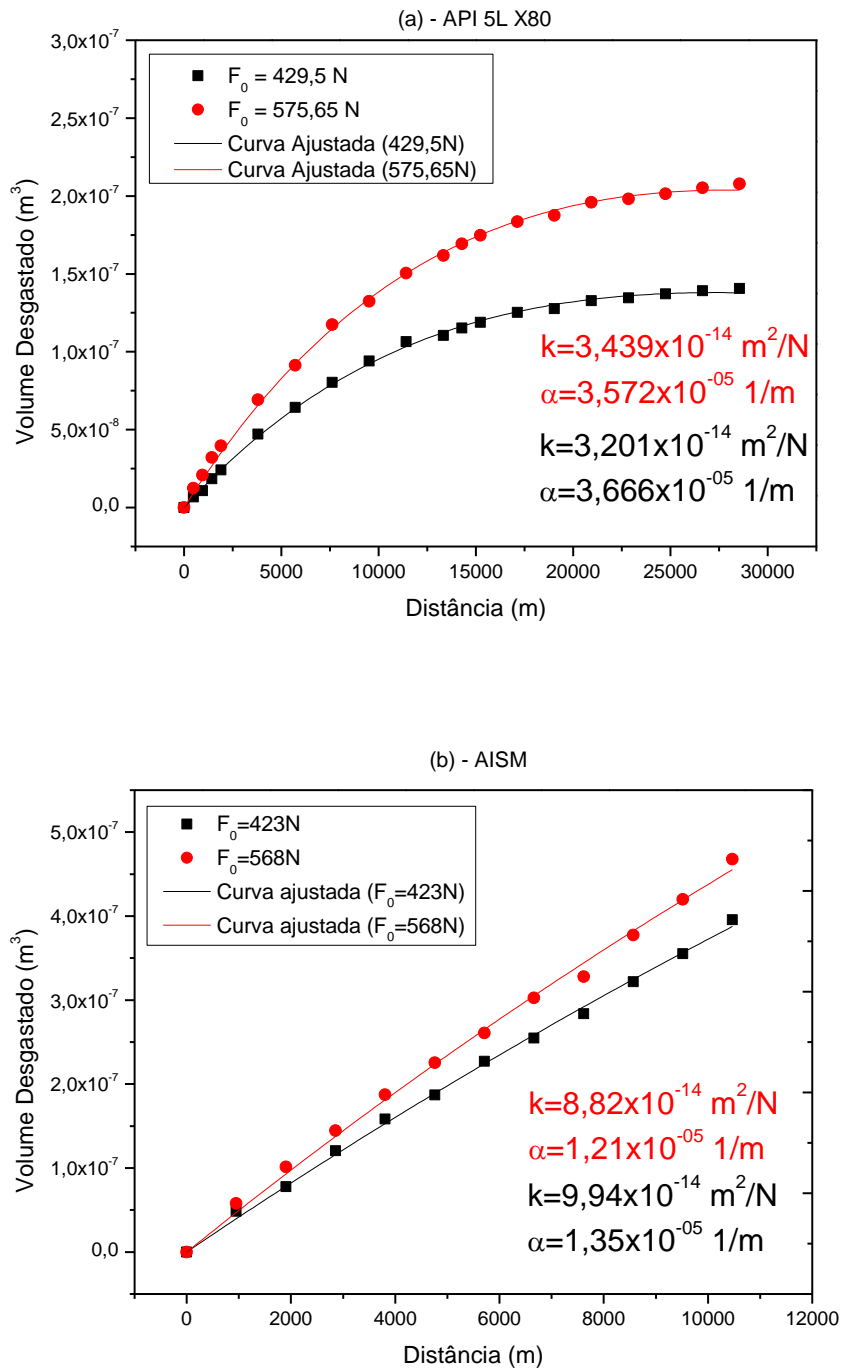 (a) - API 5L X80
3,0x10⁻⁷
2,5x10⁻⁷
2,0x10⁻⁷
1,5x10⁻⁷
1,0x10⁻⁷
5,0x10⁻⁸
0,0
Volume Desgastado (m³)
F₀ = 429,5 N
F₀ = 575,65 N
Curva Ajustada (429,5N)
Curva Ajustada (575,65N)
k=3,439x10⁻¹⁴ m²/N
α=3,572x10⁻⁰⁵ 1/m
k=3,201x10⁻¹⁴ m²/N
α=3,666x10⁻⁰⁵ 1/m
0 5000 10000 15000 20000 25000 30000
Distância (m)
(b) - AISM
5,0x10⁻⁷
4,0x10⁻⁷
3,0x10⁻⁷
2,0x10⁻⁷
1,0x10⁻⁷
0,0
Volume Desgastado (m³)
F₀=423N
F₀=568N
Curva ajustada (F₀=423N)
Curva ajustada (F₀=568N)
k=8,82x10⁻¹⁴ m²/N
α=1,21x10⁻⁰⁵ 1/m
k=9,94x10⁻¹⁴ m²/N
α=1,35x10⁻⁰⁵ 1/m
0 2000 4000 6000 8000 10000 12000
Distância (m)